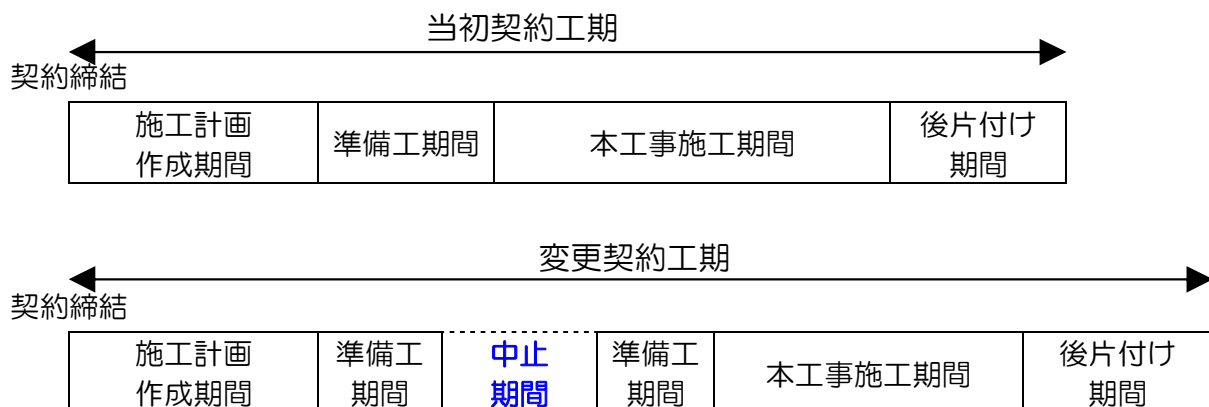 当初契約工期
契約締結
施工計画
作成期間
準備工期間
本工事施工期間
後片付け
期間
変更契約工期
契約締結
施工計画
作成期間
準備工
期間
中止
期間
準備工
期間
本工事施工期間
後片付け
期間